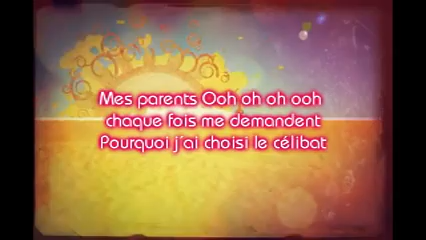 Mes parents Ooh oh oh ooh
chaque fois me demandent
Pourquoi j'ai choisi le célibat